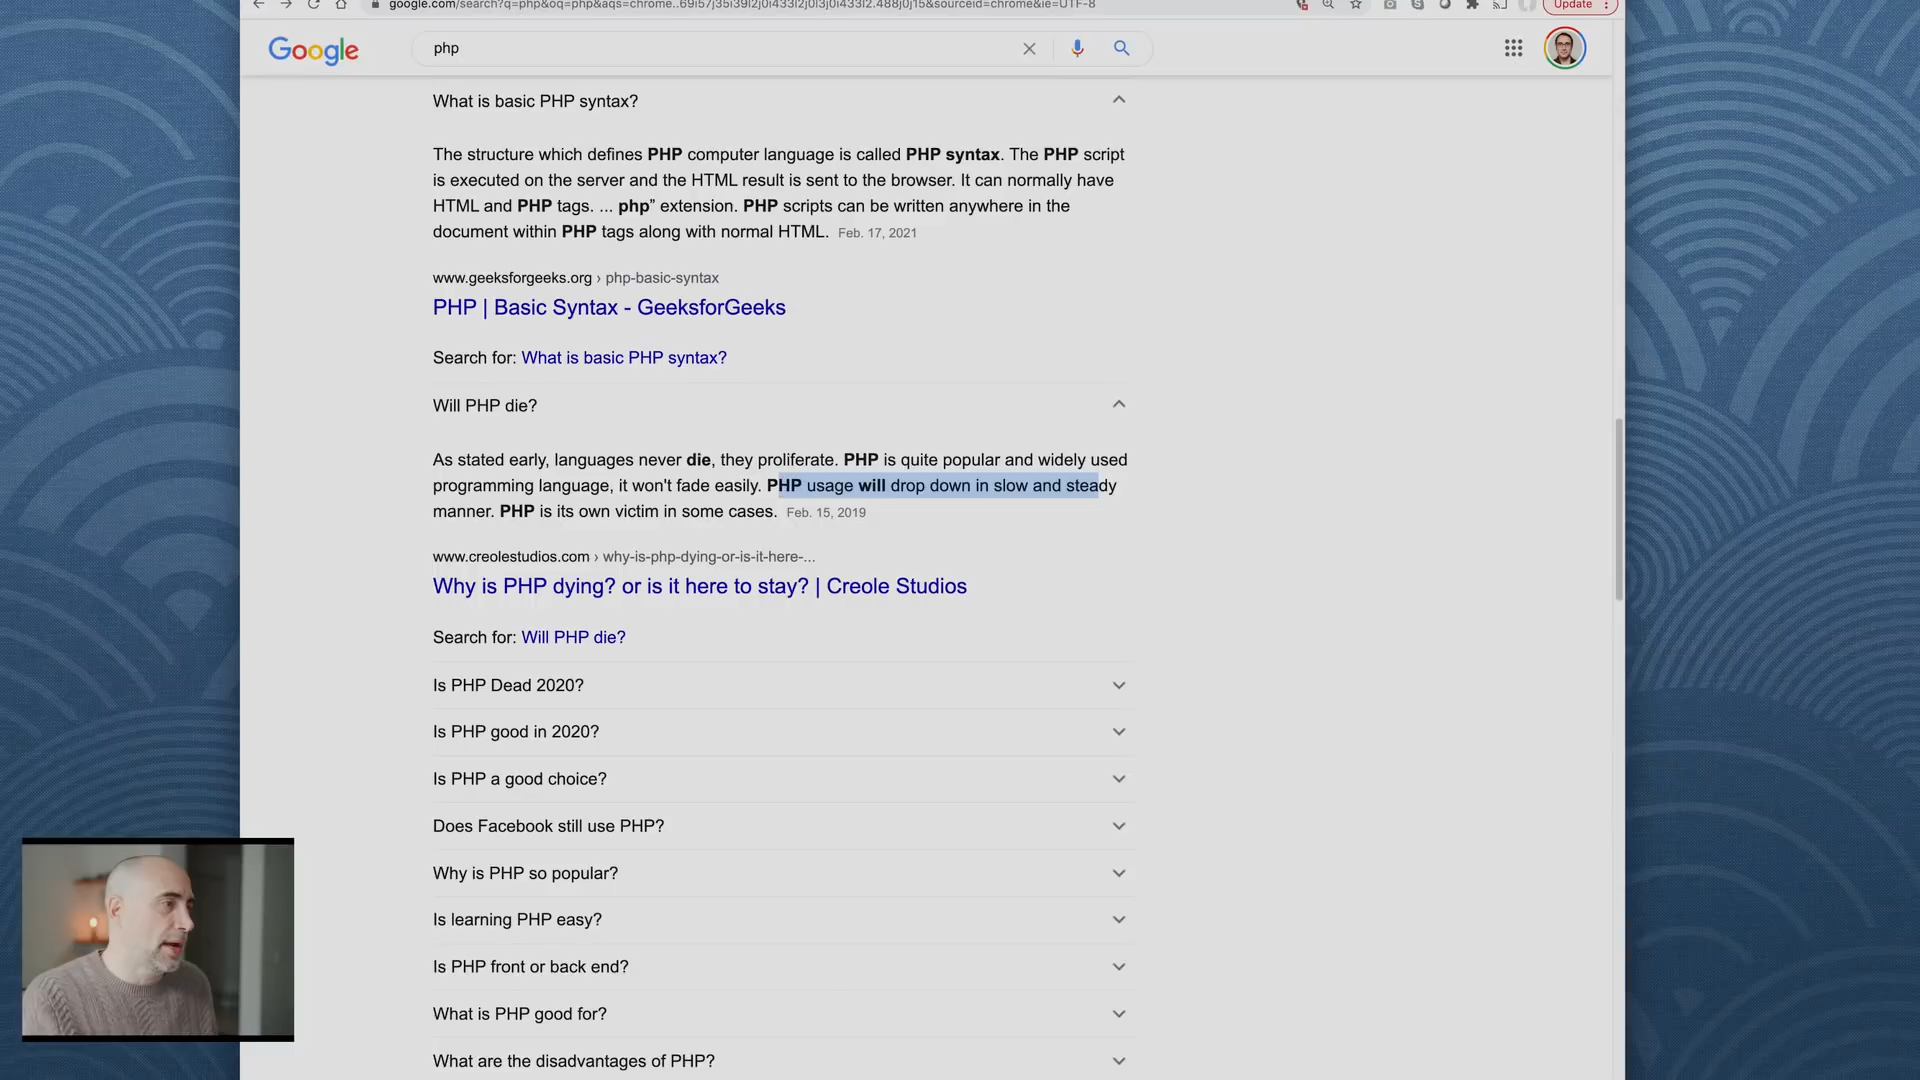 google.com/search?q=php&oq=php&aqs=chrome..69i57j35i39l2j0i433l2j0l3j0i433l2.488j0j15&sourceid=chrome&ie=UTF-8
Update
Google
php
What is basic PHP syntax?
The structure which defines PHP computer language is called PHP syntax. The PHP script
is executed on the server and the HTML result is sent to the browser. It can normally have
HTML and PHP tags. ... php” extension. PHP scripts can be written anywhere in the
document within PHP tags along with normal HTML. Feb. 17, 2021
www.geeksforgeeks.org › php-basic-syntax
PHP | Basic Syntax - GeeksforGeeks
Search for: What is basic PHP syntax?
Will PHP die?
As stated early, languages never die, they proliferate. PHP is quite popular and widely used
programming language, it won't fade easily. PHP usage will drop down in slow and steady
manner. PHP is its own victim in some cases. Feb. 15, 2019
www.creolestudios.com › why-is-php-dying-or-is-it-here-...
Why is PHP dying? or is it here to stay? | Creole Studios
Search for: Will PHP die?
Is PHP Dead 2020?
Is PHP good in 2020?
Is PHP a good choice?
Does Facebook still use PHP?
Why is PHP so popular?
Is learning PHP easy?
Is PHP front or back end?
What is PHP good for?
What are the disadvantages of PHP?